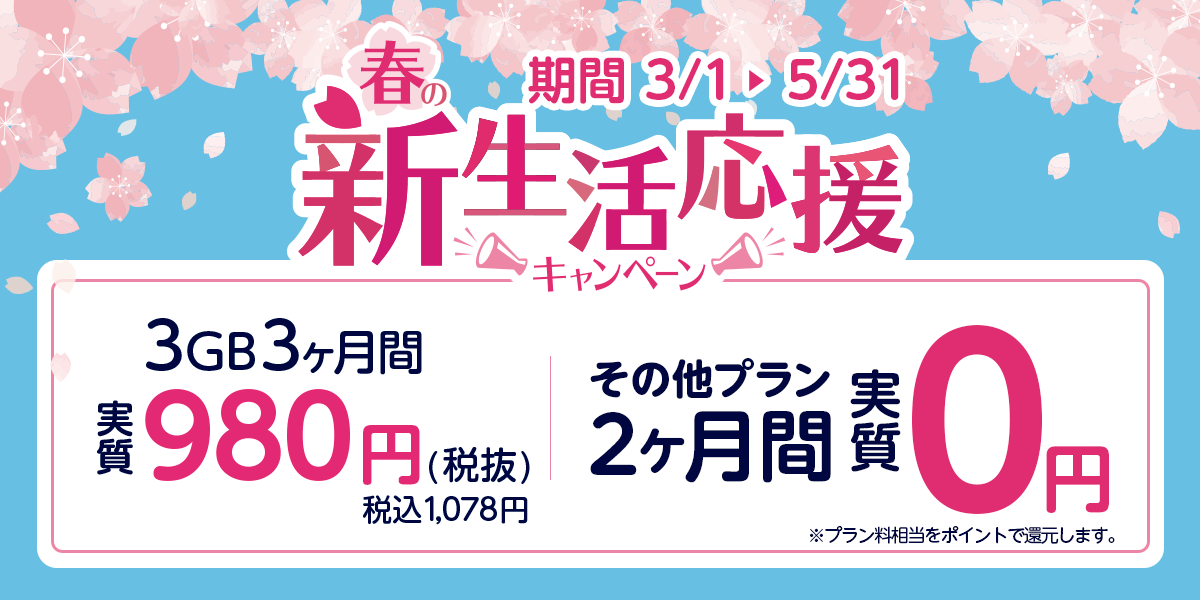 春の
期間 3/1 ▶ 5/31
新生活応援
キャンペーン
3GB3ヶ月間
実質980円(税抜)
税込1,078円
その他プラン
2ヶ月間
実質0円
※プラン料相当をポイントで還元します。